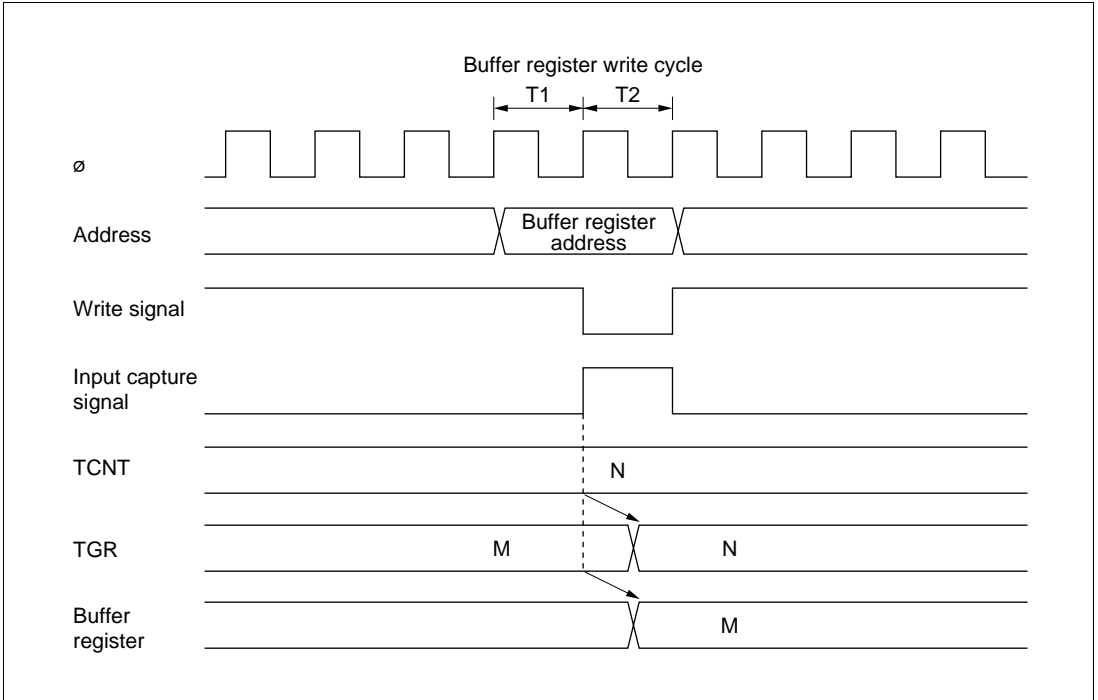 Buffer register write cycle
T1 T2
ø
Address
Buffer register
address
Write signal
Input capture
signal
TCNT
N
TGR
M
N
Buffer
register
M